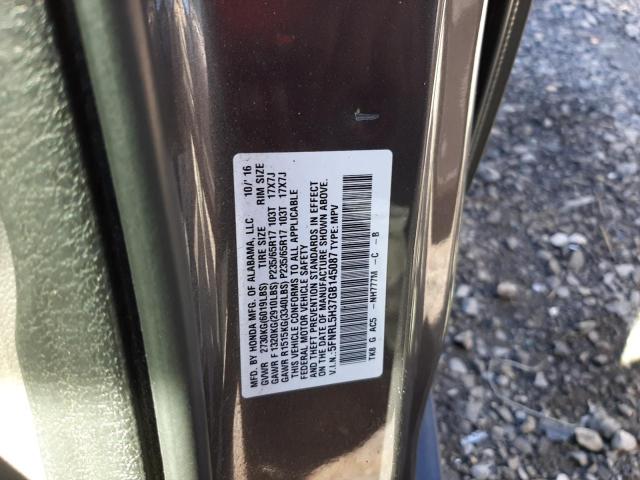 MFD. BY HONDA MFG. OF ALABAMA, LLC 10/'16
GVWR 2730KG(6019LBS) TIRE SIZE RIM SIZE
GAWR F 1320KG(2910LBS) P235/65R17 103T 17X7J
GAWR R 1515KG(3340LBS) P235/65R17 103T 17X7J
THIS VEHICLE CONFORMS TO ALL APPLICABLE
FEDERAL MOTOR VEHICLE SAFETY
AND THEFT PREVENTION STANDARDS IN EFFECT
ON THE DATE OF MANUFACTURE SHOWN ABOVE.
V.I.N.:5FNRL5H37GB145087 TYPE: MPV
TK8 G AC5 -NH777M -C -B